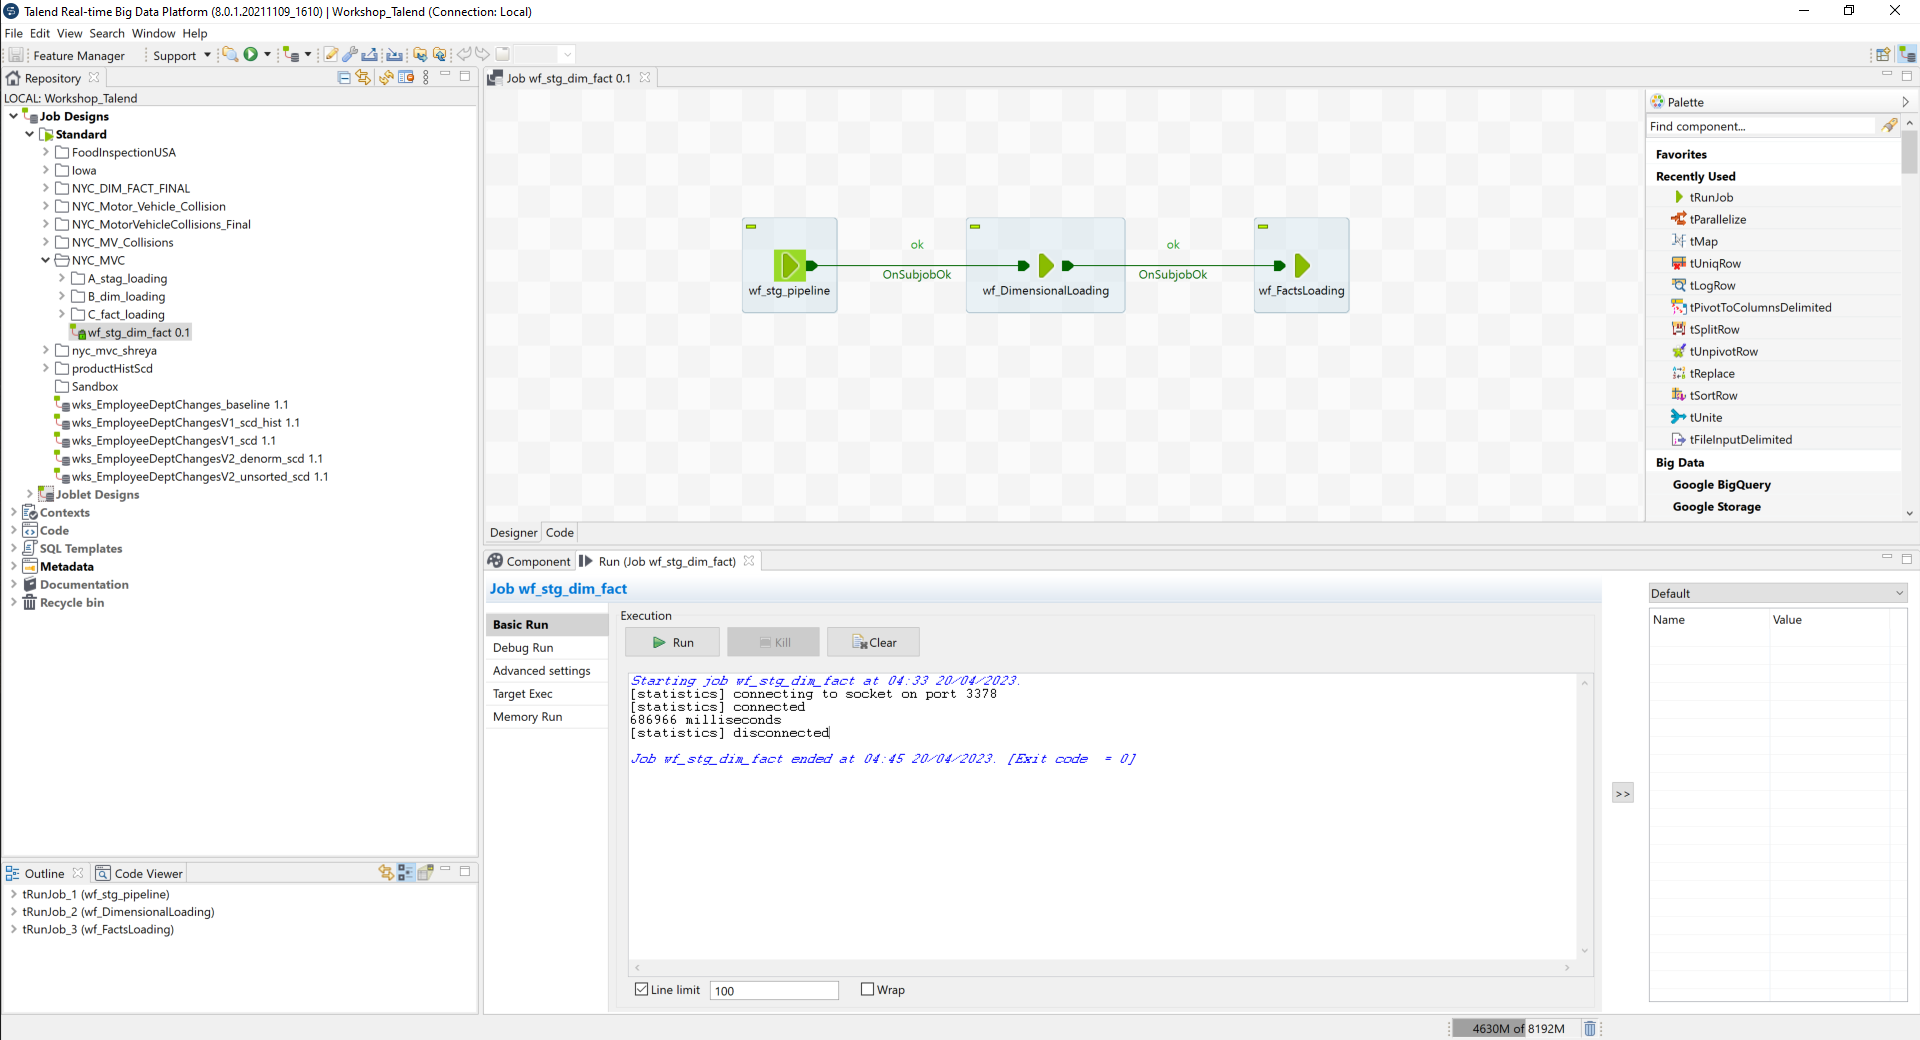 Talend Real-time Big Data Platform (8.0.1.20211109_1610) | Workshop_Talend (Connection: Local)
File Edit View Search Window Help
Feature Manager
Support
Repository
LOCAL: Workshop_Talend
Job Designs
Standard
FoodInspectionUSA
Iowa
NYC_DIM_FACT_FINAL
NYC_Motor_Vehicle_Collision
NYC_MotorVehicleCollisions_Final
NYC_MV_Collisions
NYC_MVC
A_stag_loading
B_dim_loading
C_fact_loading
wf_stg_dim_fact 0.1
nyc_mvc_shreya
productHistScd
Sandbox
wks_EmployeeDeptChanges_baseline 1.1
wks_EmployeeDeptChangesV1_scd_hist 1.1
wks_EmployeeDeptChangesV1_scd 1.1
wks_EmployeeDeptChangesV2_denorm_scd 1.1
wks_EmployeeDeptChangesV2_unsorted_scd 1.1
Joblet Designs
Contexts
Code
SQL Templates
Metadata
Documentation
Recycle bin
Outline
Code Viewer
tRunJob_1 (wf_stg_pipeline)
tRunJob_2 (wf_DimensionalLoading)
tRunJob_3 (wf_FactsLoading)
Job wf_stg_dim_fact 0.1
ok
OnSubjobOk
ok
OnSubjobOk
wf_stg_pipeline
wf_DimensionalLoading
wf_FactsLoading
Designer
Code
Palette
Find component...
Favorites
Recently Used
tRunJob
tParallelize
tMap
tUniqRow
tLogRow
tPivotToColumnsDelimited
tSplitRow
tUnpivotRow
tReplace
tSortRow
tUnite
tFileInputDelimited
Big Data
Google BigQuery
Google Storage
Component
Run (Job wf_stg_dim_fact)
Job wf_stg_dim_fact
Basic Run
Debug Run
Advanced settings
Target Exec
Memory Run
Execution
Run
Kill
Clear
Starting job wf_stg_dim_fact at 04:33 20/04/2023.
[statistics] connecting to socket on port 3378
[statistics] connected
686966 milliseconds
[statistics] disconnected
Job wf_stg_dim_fact ended at 04:45 20/04/2023. [Exit code  = 0]
Line limit
100
Wrap
>>
Default
Name
Value
4630M of 8192M